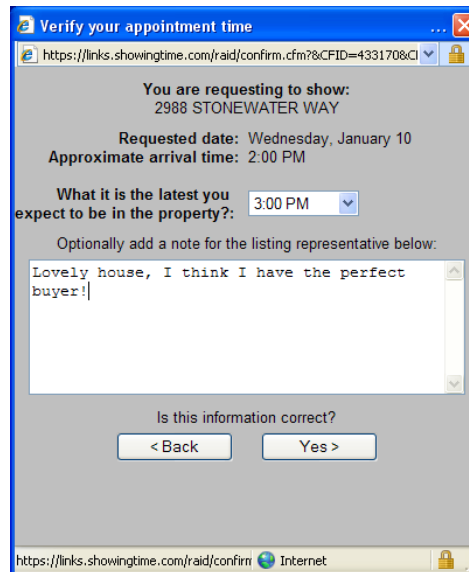 Verify your appointment time
...
https://links.showingtime.com/raid/confirm.cfm?&CFID=433170&CI
You are requesting to show:
2988 STONEWATER WAY
Requested date: Wednesday, January 10
Approximate arrival time: 2:00 PM
What it is the latest you
expect to be in the property?: 3:00 PM
Optionally add a note for the listing representative below:
Lovely house, I think I have the perfect
buyer!
Is this information correct?
< Back Yes >
https://links.showingtime.com/raid/confirm Internet